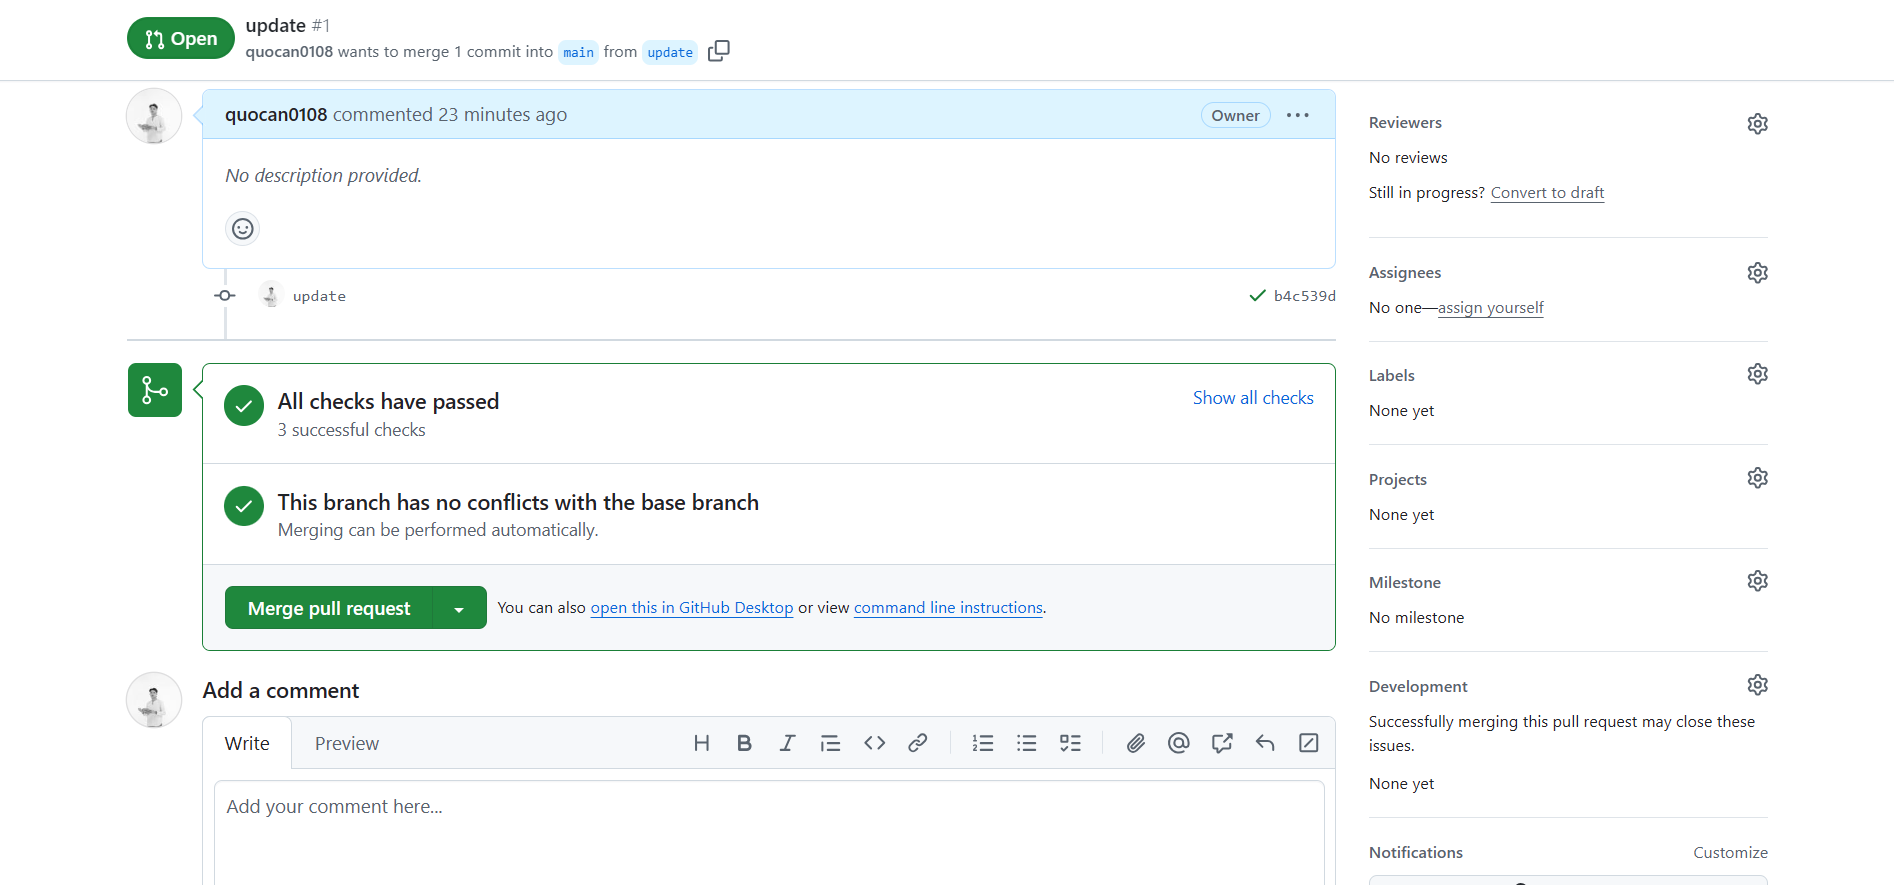 Open
update #1
quocan0108 wants to merge 1 commit into main from update
quocan0108 commented 23 minutes ago
Owner
No description provided.
update
b4c539d
All checks have passed
3 successful checks
Show all checks
This branch has no conflicts with the base branch
Merging can be performed automatically.
Merge pull request
You can also open this in GitHub Desktop or view command line instructions.
Add a comment
Write
Preview
Add your comment here...
Reviewers
No reviews
Still in progress? Convert to draft
Assignees
No one—assign yourself
Labels
None yet
Projects
None yet
Milestone
No milestone
Development
Successfully merging this pull request may close these
issues.
None yet
Notifications
Customize